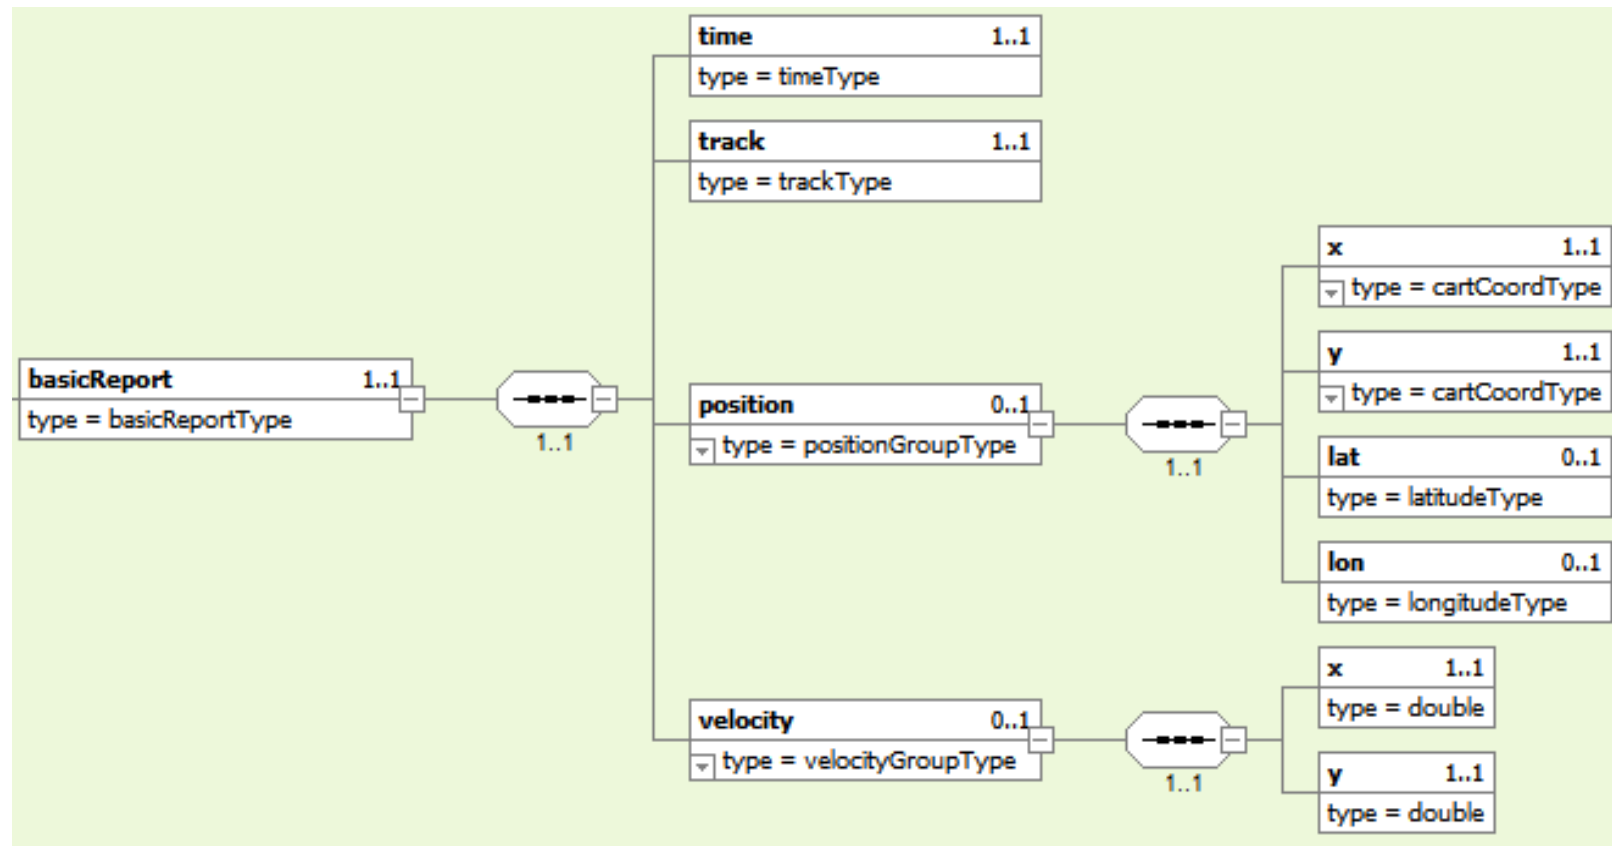 time 1..1
type = timeType
track 1..1
type = trackType
x 1..1
type = cartCoordType
y 1..1
type = cartCoordType
basicReport 1..1
type = basicReportType
1..1
position 0..1
type = positionGroupType
1..1
lat 0..1
type = latitudeType
lon 0..1
type = longitudeType
velocity 0..1
type = velocityGroupType
1..1
x 1..1
type = double
y 1..1
type = double